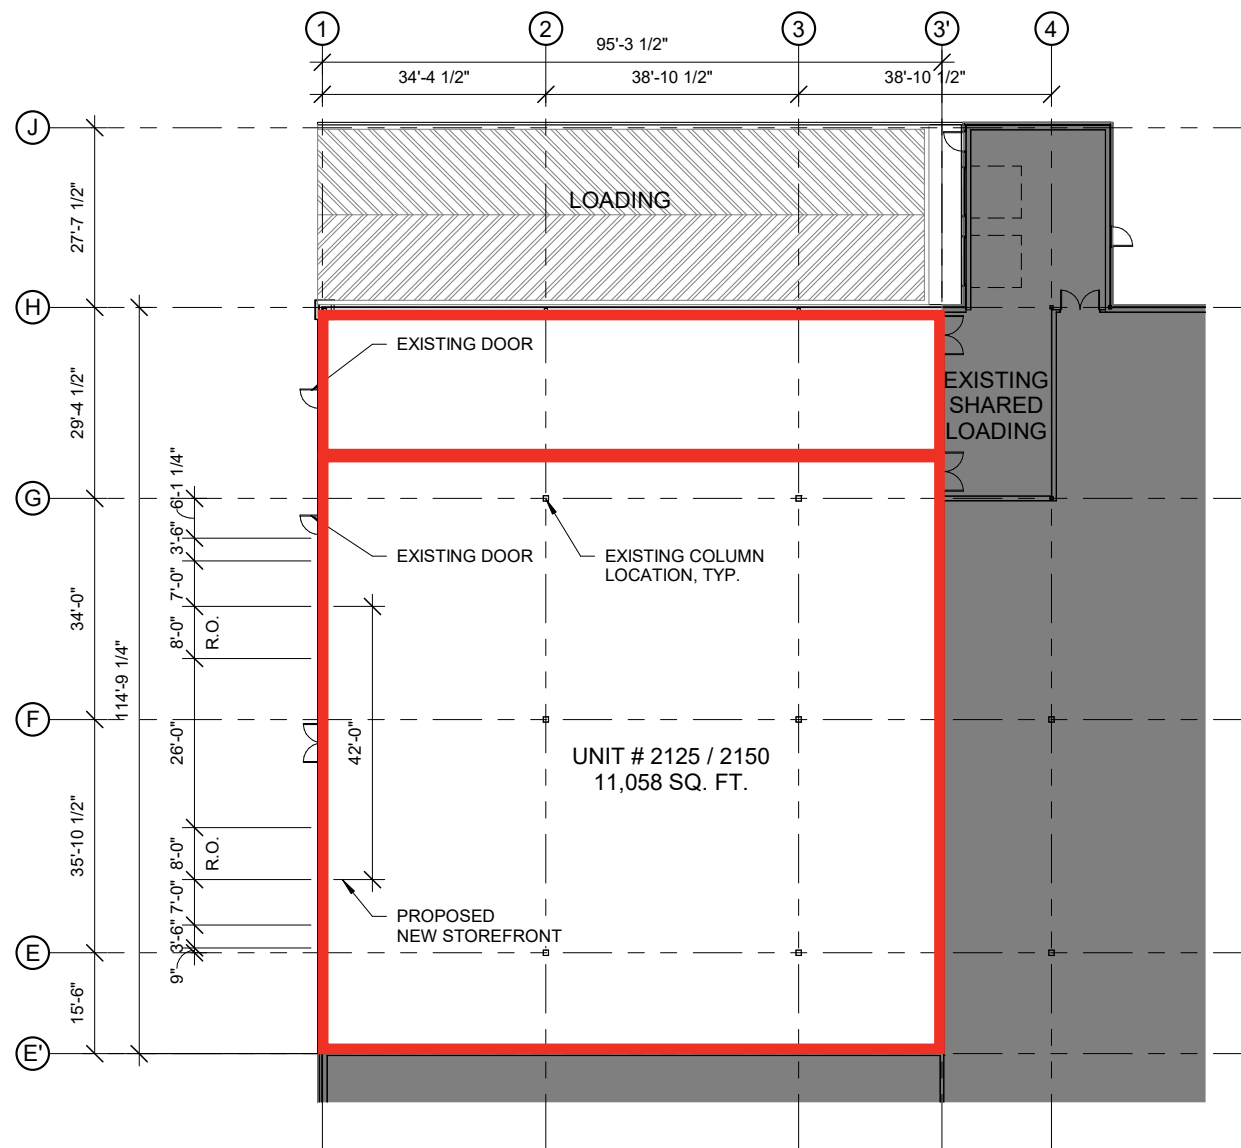 1
2
3
3'
4
95'-3 1/2"
34'-4 1/2"
38'-10 1/2"
38'-10 1/2"
J
27'-7 1/2"
LOADING
H
EXISTING DOOR
29'-4 1/2"
EXISTING
SHARED
LOADING
6'-1 1/4"
G
3'-6"
EXISTING DOOR
EXISTING COLUMN
LOCATION, TYP.
7'-0"
34'-0"
8'-0"
R.O.
114'-9 1/4"
F
26'-0"
42'-0"
UNIT # 2125 / 2150
11,058 SQ. FT.
35'-10 1/2"
8'-0"
R.O.
7'-0"
PROPOSED
NEW STOREFRONT
3'-6"
E
9"
15'-6"
E'